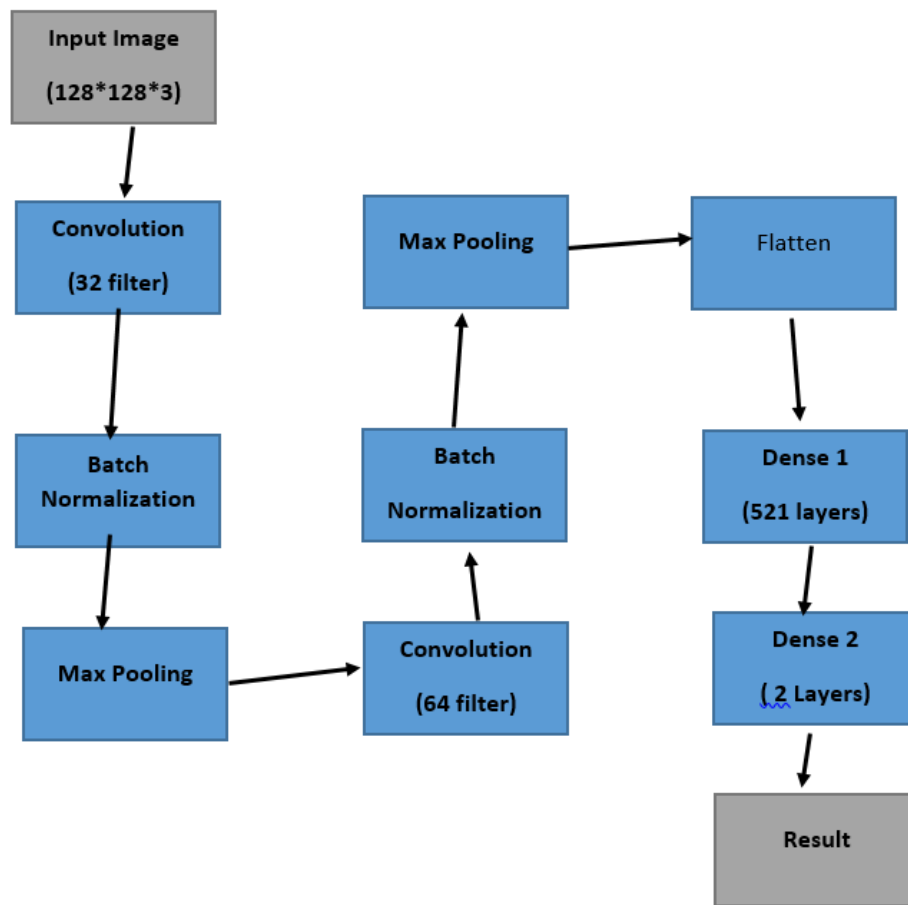 Input Image
(128*128*3)
Convolution
(32 filter)
Batch
Normalization
Max Pooling
Convolution
(64 filter)
Batch
Normalization
Max Pooling
Flatten
Dense 1
(521 layers)
Dense 2
( 2 Layers)
Result